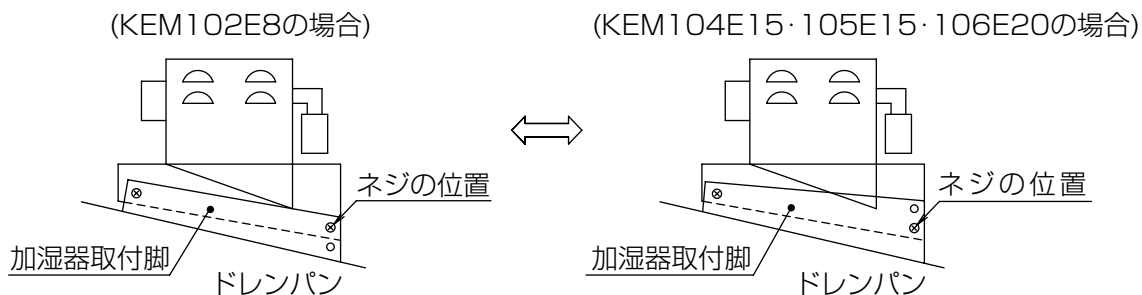 (KEM102E8の場合)
ネジの位置
加湿器取付脚
ドレンパン
(KEM104E15·105E15·106E20の場合)
ネジの位置
加湿器取付脚
ドレンパン